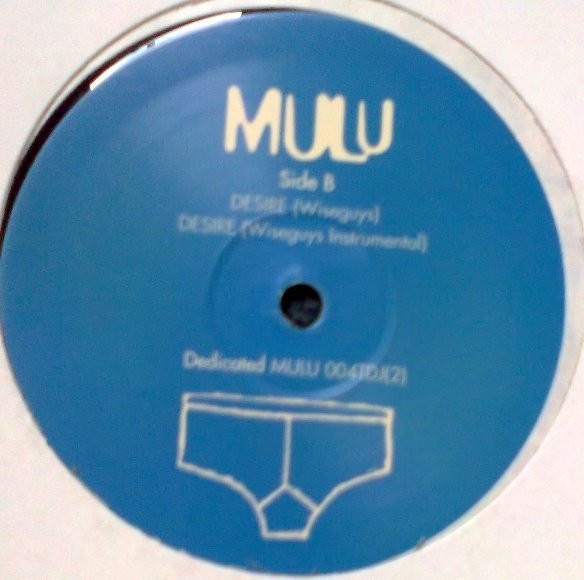 MULU
Side B
DESIRE (Wiseguys)
DESIRE (Wiseguys Instrumental)
Dedicated MULU 004TDJ(2)